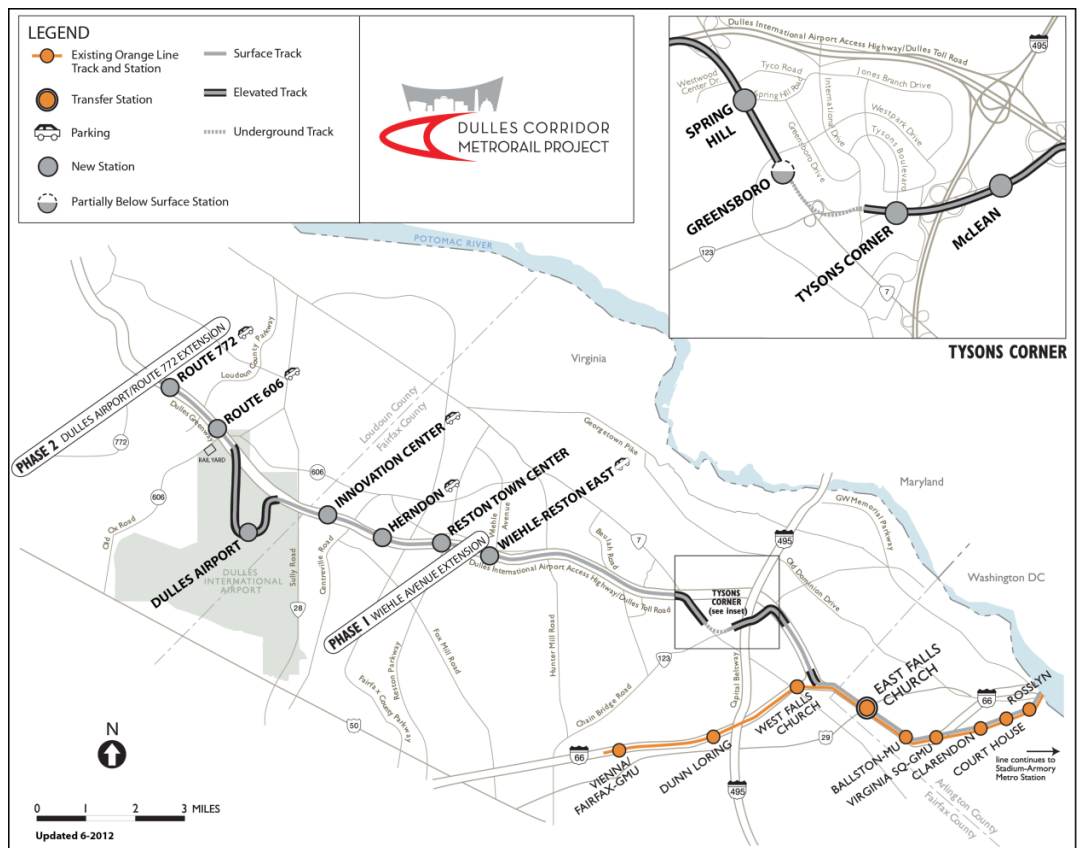 LEGEND
Existing Orange Line
Track and Station
Transfer Station
Parking
New Station
Partially Below Surface Station
Surface Track
Elevated Track
Underground Track
DULLES CORRIDOR
METRORAIL PROJECT
Dulles International Airport Access Highway/Dulles Toll Road
495
Westwood
Center Dr.
Tyco Road
Spring Hill Road
Jones Branch Drive
International Drive
Westpark Drive
Greensboro Drive
Tysons
Boulevard
SPRING
HILL
GREENSBORO
TYSONS CORNER
McLEAN
123
7
TYSONS CORNER
POTOMAC RIVER
Virginia
Maryland
Washington DC
PHASE 2 DULLES AIRPORT/ROUTE 772 EXTENSION
ROUTE 772
Loudoun County Parkway
ROUTE 606
Dulles Greenway
772
RAIL YARD
606
606
Old Ox Road
Loudoun County
Fairfax County
INNOVATION CENTER
HERNDON
RESTON TOWN CENTER
Wiehle
Avenue
WIEHLE-RESTON EAST
DULLES AIRPORT
DULLES
INTERNATIONAL
AIRPORT
Sully Road
28
Centreville Road
PHASE 1 WIEHLE AVENUE EXTENSION
Dulles International Airport Access Highway/Dulles Toll Road
Georgetown Pike
Beulah Road
7
495
GW Memorial Parkway
Old Dominion Drive
TYSONS
CORNER
(see inset)
Reston Parkway
Fairfax County Parkway
Fox Mill Road
Hunter Mill Road
123
Chain Bridge Road
Capital Beltway
50
66
VIENNA/
FAIRFAX-GMU
DUNN LORING
WEST FALLS
CHURCH
EAST FALLS
CHURCH
29
66
495
BALLSTON-MU
VIRGINIA SQ-GMU
CLARENDON
COURT HOUSE
ROSSLYN
line continues to
Stadium-Armory
Metro Station
Arlington County
Fairfax County
N
0 1 2 3 MILES
Updated 6-2012